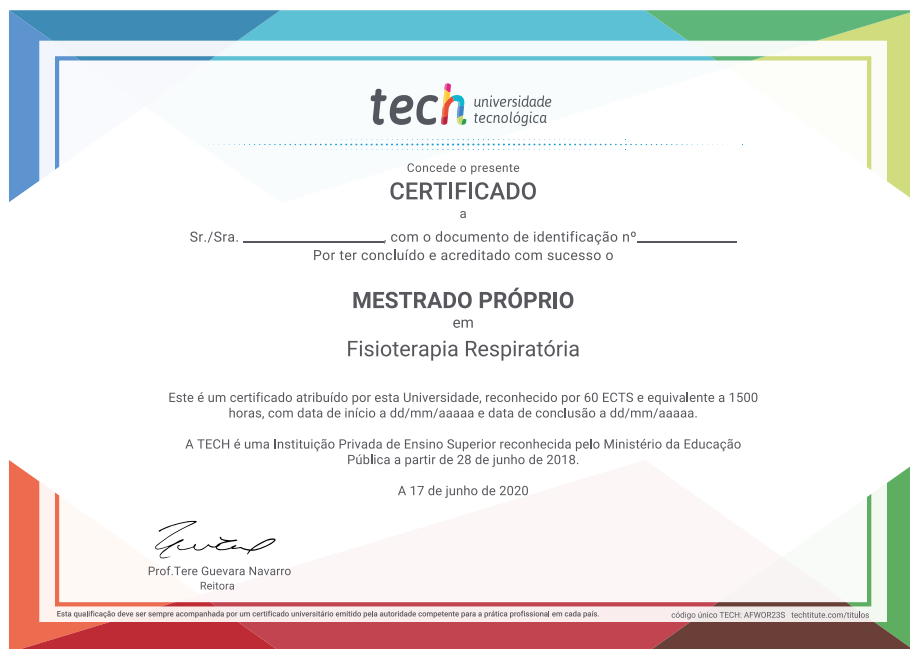 tech universidade
tecnológica
Concede o presente
CERTIFICADO
a
Sr./Sra. ________________, com o documento de identificação nº____________
Por ter concluído e acreditado com sucesso o
MESTRADO PRÓPRIO
em
Fisioterapia Respiratória
Este é um certificado atribuído por esta Universidade, reconhecido por 60 ECTS e equivalente a 1500
horas, com data de início a dd/mm/aaaaa e data de conclusão a dd/mm/aaaaa.
A TECH é uma Instituição Privada de Ensino Superior reconhecida pelo Ministério da Educação
Pública a partir de 28 de junho de 2018.
A 17 de junho de 2020
Prof.Tere Guevara Navarro
Reitora
Esta qualificação deve ser sempre acompanhada por um certificado universitário emitido pela autoridade competente para a prática profissional em cada país.
código único TECH: AFWOR23S techtitute.com/titulos